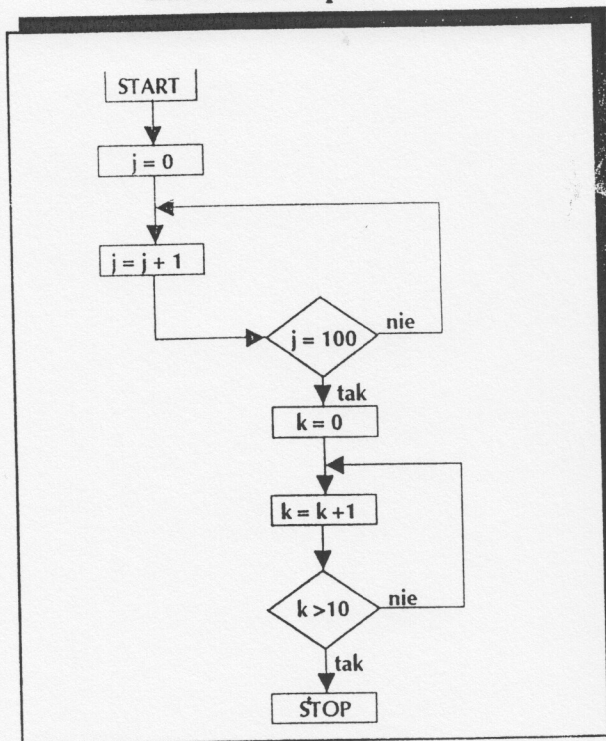 START
j = 0
j = j + 1
j = 100
nie
tak
k = 0
k = k +1
k >10
nie
tak
STOP